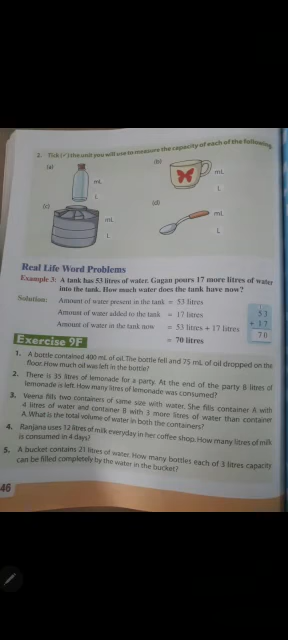 2. Tick (✓) the unit you will use to measure the capacity of each of the following.
(a) mL L
(b) mL L
(c) mL L
(d) mL L
Real Life Word Problems
Example 3: A tank has 53 litres of water. Gagan pours 17 more litres of water
into the tank. How much water does the tank have now?
Solution: Amount of water present in the tank = 53 litres
Amount of water added to the tank = 17 litres
Amount of water in the tank now = 53 litres + 17 litres
= 70 litres
5 3
+ 1 7
7 0
Exercise 9F
1. A bottle contained 400 mL of oil. The bottle fell and 75 mL of oil dropped on the
floor. How much oil was left in the bottle?
2. There is 35 litres of lemonade for a party. At the end of the party 8 litres of
lemonade is left. How many litres of lemonade was consumed?
3. Veena fills two containers of same size with water. She fills container A with
4 litres of water and container B with 3 more litres of water than container
A. What is the total volume of water in both the containers?
4. Ranjana uses 12 litres of milk everyday in her coffee shop. How many litres of milk
is consumed in 4 days?
5. A bucket contains 21 litres of water. How many bottles each of 3 litres capacity
can be filled completely by the water in the bucket?
46